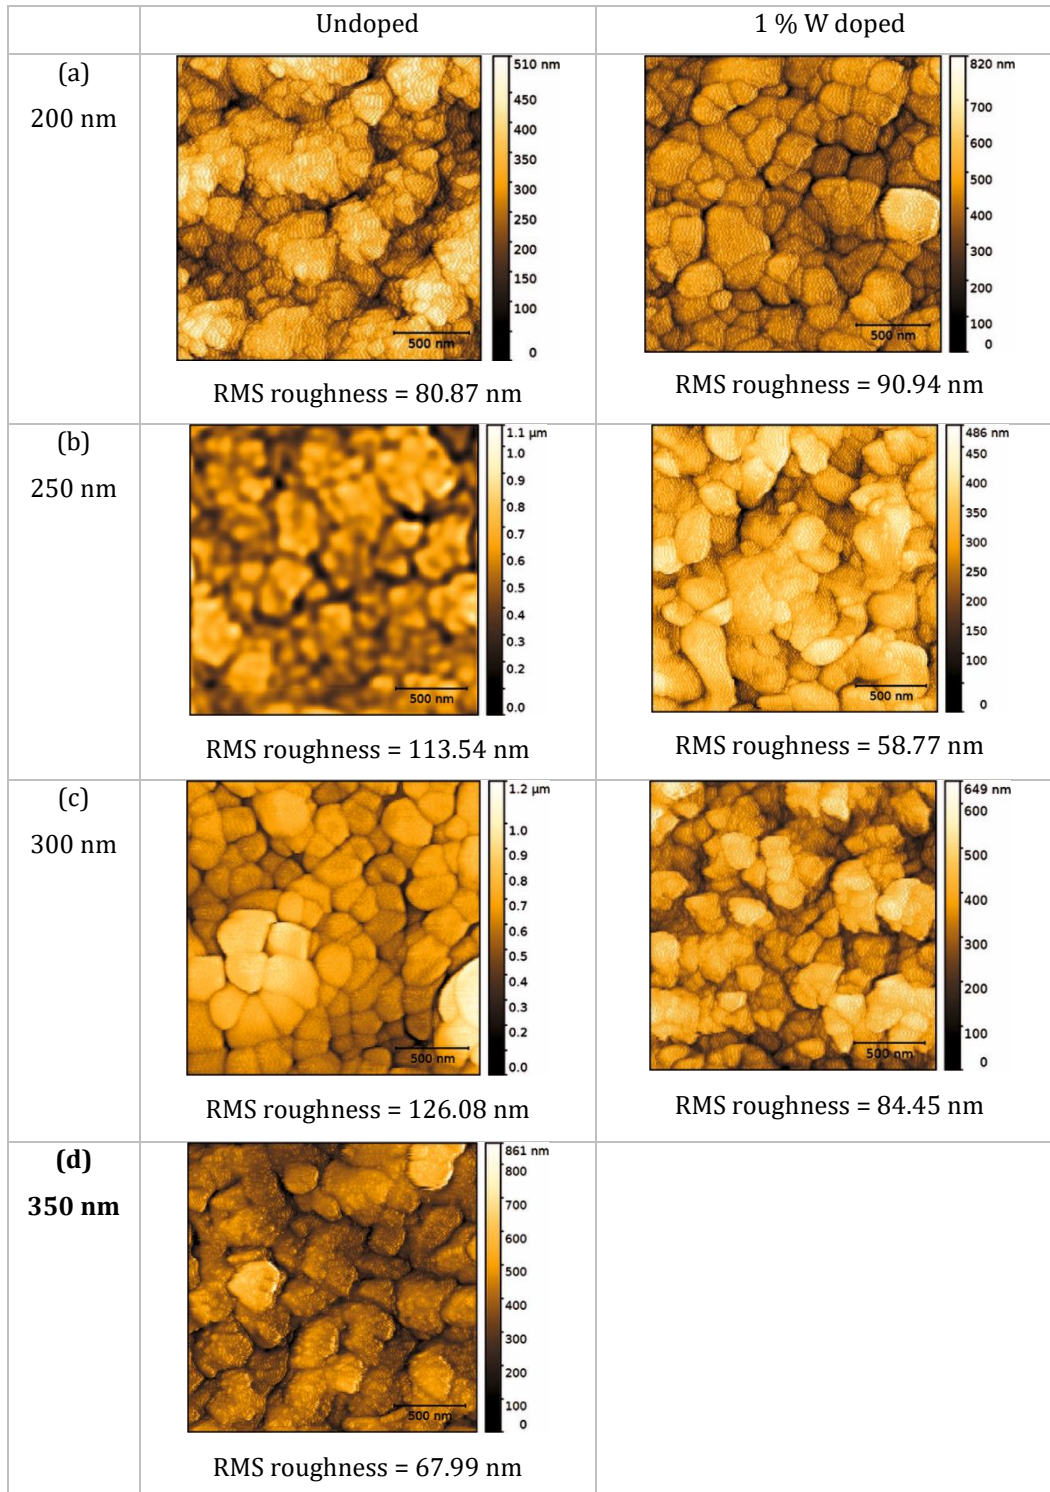 Undoped
1 % W doped
(a)
200 nm
510 nm
450
400
350
300
250
200
150
100
0
500 nm
RMS roughness = 80.87 nm
820 nm
700
600
500
400
300
200
100
0
500 nm
RMS roughness = 90.94 nm
(b)
250 nm
1.1 µm
1.0
0.9
0.8
0.7
0.6
0.5
0.4
0.3
0.2
0.0
500 nm
RMS roughness = 113.54 nm
486 nm
450
400
350
300
250
200
150
100
0
500 nm
RMS roughness = 58.77 nm
(c)
300 nm
1.2 µm
1.0
0.9
0.8
0.7
0.6
0.5
0.4
0.3
0.2
0.0
500 nm
RMS roughness = 126.08 nm
649 nm
600
500
400
300
200
100
0
500 nm
RMS roughness = 84.45 nm
(d)
350 nm
861 nm
800
700
600
500
400
300
200
100
0
500 nm
RMS roughness = 67.99 nm